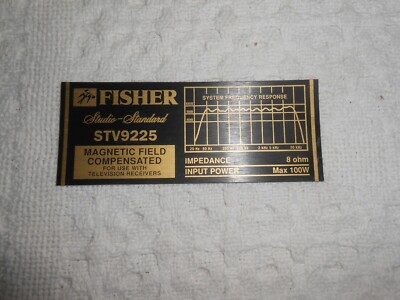 FISHER
Studio-Standard
STV9225
MAGNETIC FIELD
COMPENSATED
FOR USE WITH
TELEVISION RECEIVERS
SYSTEM FREQUENCY RESPONSE
IMPEDANCE 8 ohm
INPUT POWER Max 100W